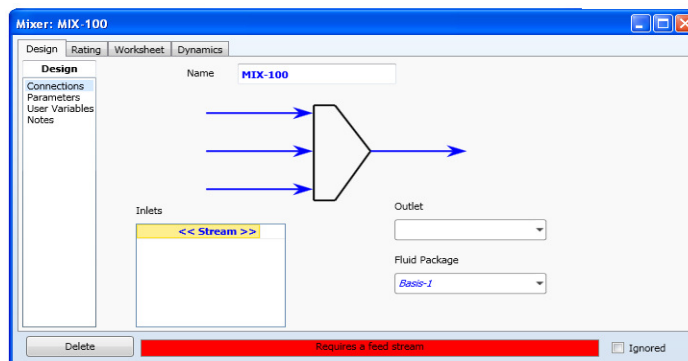 Mixer: MIX-100
Design Rating Worksheet Dynamics
Design
Connections
Parameters
User Variables
Notes
Name MIX-100
Inlets
<< Stream >>
Outlet
Fluid Package
Basis-1
Delete Requires a feed stream Ignored